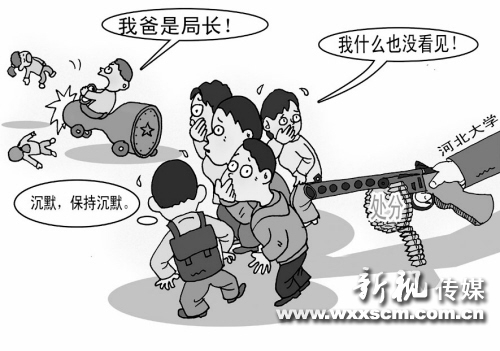 我爸是局长！
我什么也没看见！
河北大学
处分
沉默，保持沉默。
新视传媒
www.wxxscm.com.cn